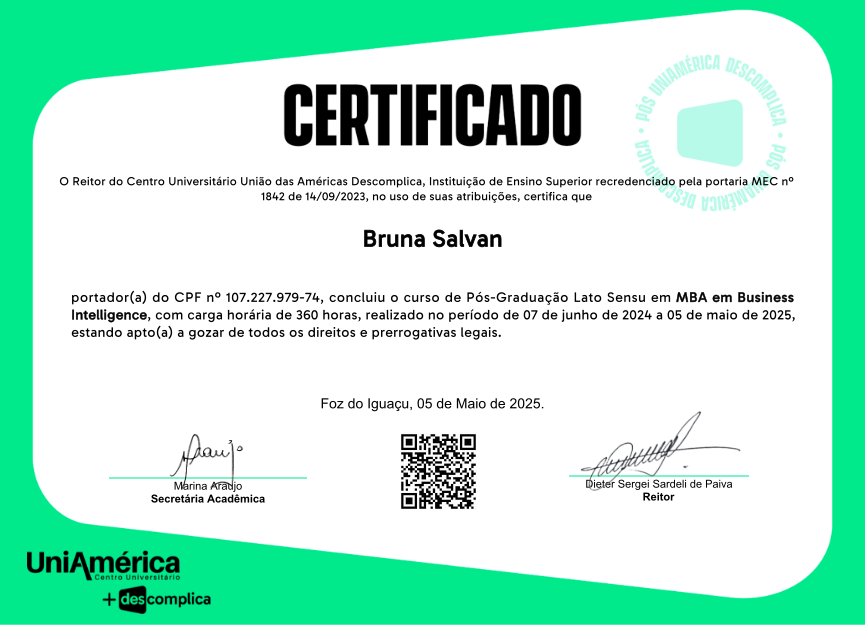 CERTIFICADO
PÓS UNIAMÉRICA DESCOMPLICA • PÓS UNIAMÉRICA DESCOMPLICA •
O Reitor do Centro Universitário União das Américas Descomplica, Instituição de Ensino Superior recredenciado pela portaria MEC nº
1842 de 14/09/2023, no uso de suas atribuições, certifica que
Bruna Salvan
portador(a) do CPF nº 107.227.979-74, concluiu o curso de Pós-Graduação Lato Sensu em MBA em Business
Intelligence, com carga horária de 360 horas, realizado no período de 07 de junho de 2024 a 05 de maio de 2025,
estando apto(a) a gozar de todos os direitos e prerrogativas legais.
Foz do Iguaçu, 05 de Maio de 2025.
Araujo
Marina Araujo
Secretária Acadêmica
Dieter Sergei Sardeli de Paiva
Reitor
UniAmérica
Centro Universitário
+ descomplica